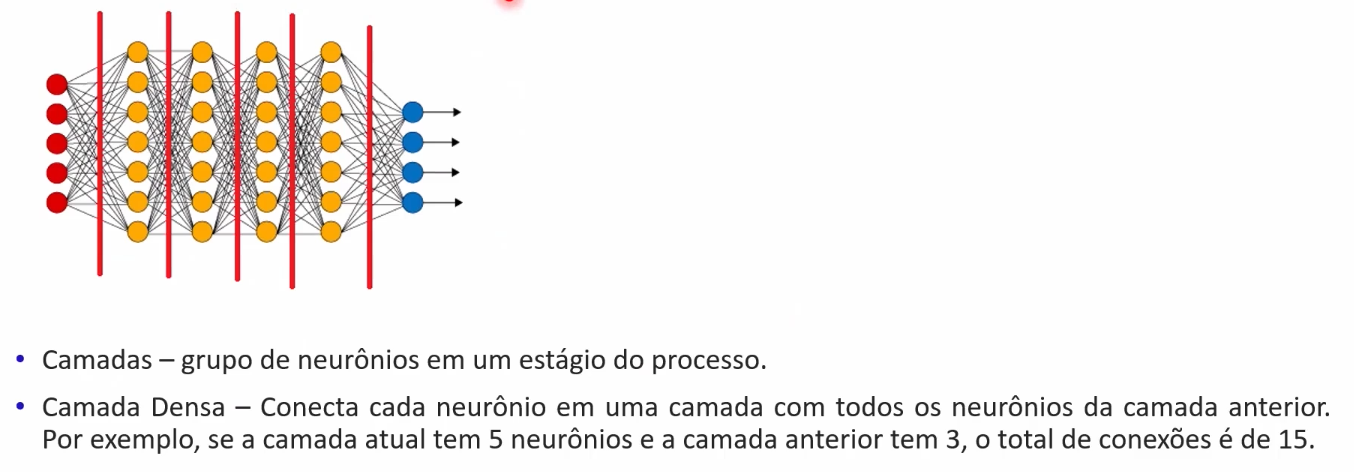 • Camadas – grupo de neurônios em um estágio do processo.
• Camada Densa – Conecta cada neurônio em uma camada com todos os neurônios da camada anterior.
Por exemplo, se a camada atual tem 5 neurônios e a camada anterior tem 3, o total de conexões é de 15.